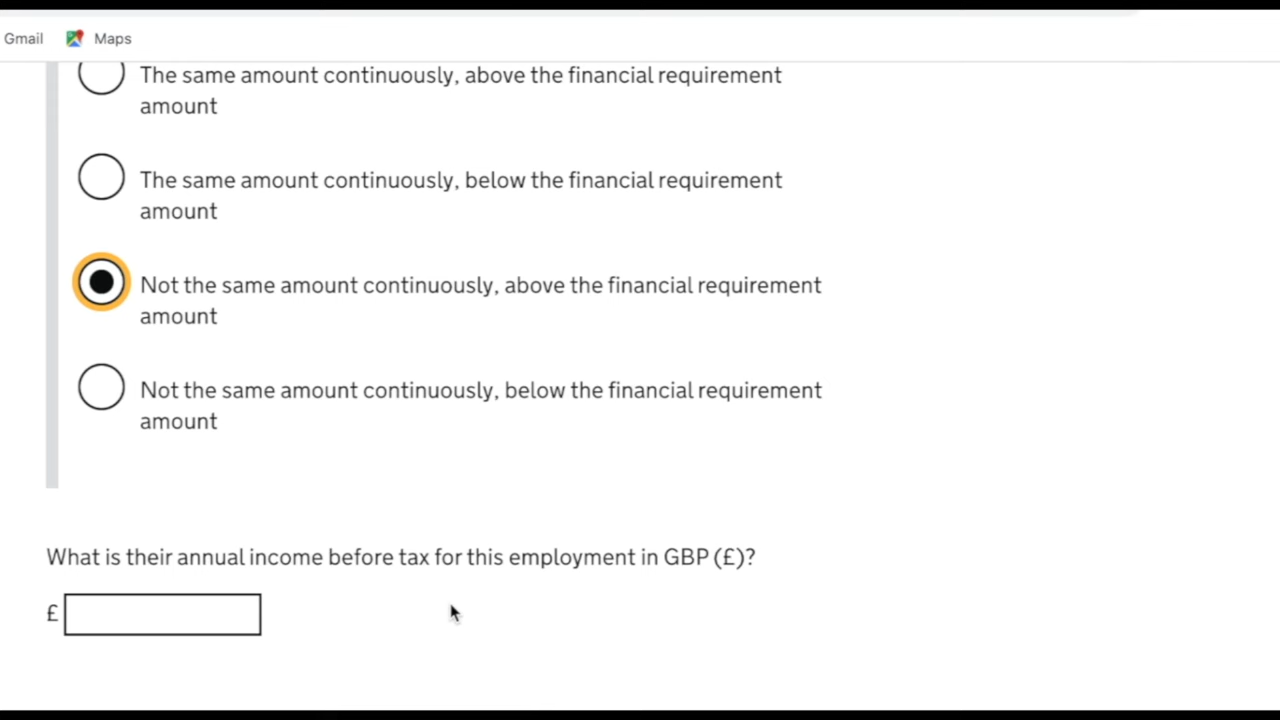 Gmail Maps
The same amount continuously, above the financial requirement
amount
The same amount continuously, below the financial requirement
amount
Not the same amount continuously, above the financial requirement
amount
Not the same amount continuously, below the financial requirement
amount
What is their annual income before tax for this employment in GBP (£)?
£